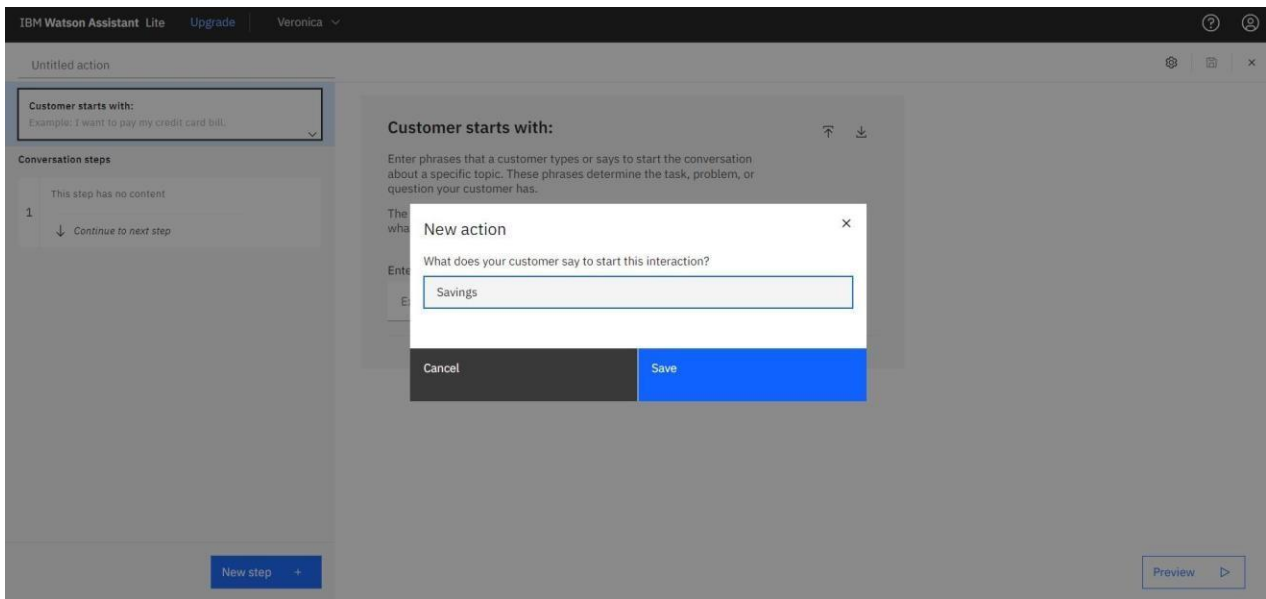 IBM Watson Assistant Lite Upgrade Veronica
Untitled action
Customer starts with:
Example: I want to pay my credit card bill.
Conversation steps
This step has no content
1
Continue to next step
New step +
Customer starts with:
Enter phrases that a customer types or says to start the conversation
about a specific topic. These phrases determine the task, problem, or
question your customer has.
The
wha
Ente
New action
What does your customer say to start this interaction?
Savings
Cancel Save
Preview